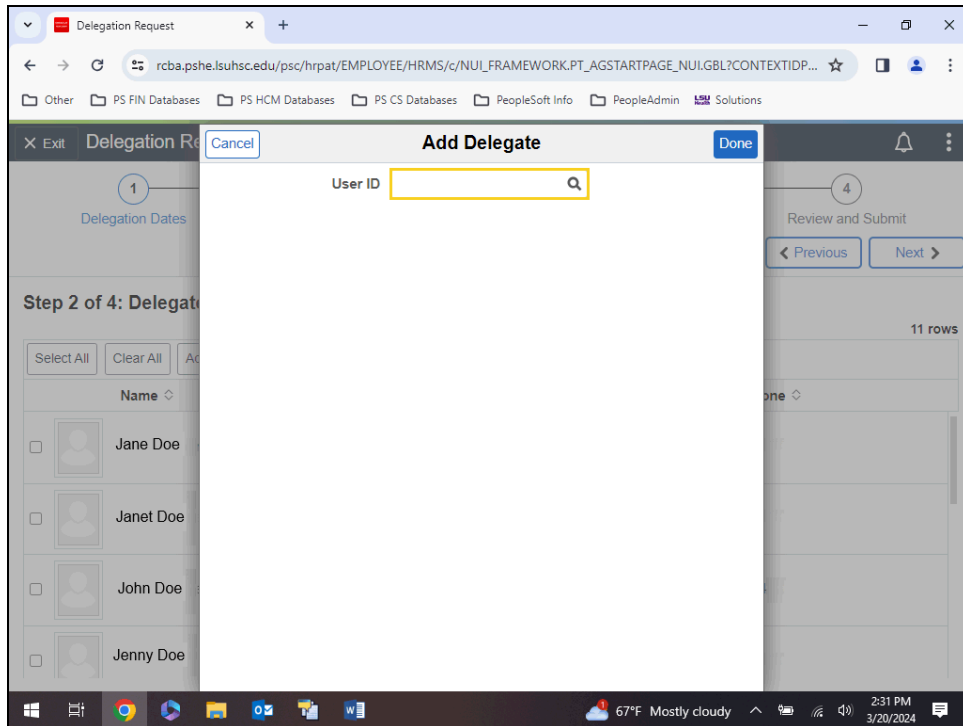 Delegation Request
rcba.pshe.lsuhsc.edu/psc/hrpat/EMPLOYEE/HRMS/c/NUI_FRAMEWORK.PT_AGSTARTPAGE_NUI.GBL?CONTEXTIDP...
Other PS FIN Databases PS HCM Databases PS CS Databases PeopleSoft Info PeopleAdmin LSU Solutions
Exit Delegation Re Cancel Add Delegate Done
1 User ID 4
Delegation Dates Review and Submit
Previous Next
Step 2 of 4: Delegat
11 rows
Select All Clear All Ad
Name one
Jane Doe
Janet Doe
John Doe
Jenny Doe
67°F Mostly cloudy 2:31 PM
3/20/2024